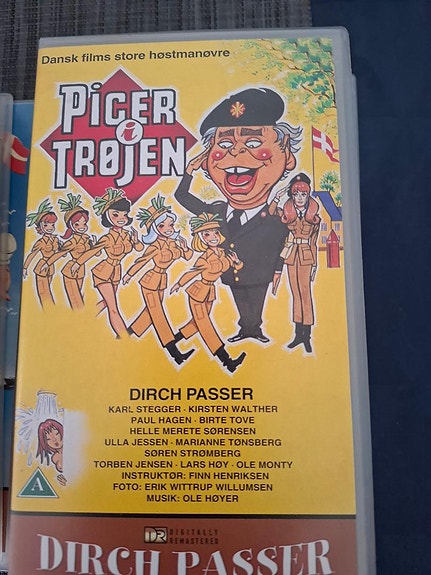 Dansk films store høstmanøvre
PIGER
i
TRØJEN
DIRCH PASSER
KARL STEGGER · KIRSTEN WALTHER
PAUL HAGEN · BIRTE TOVE
HELLE MERETE SØRENSEN
ULLA JESSEN · MARIANNE TØNSBERG
SØREN STRØMBERG
TORBEN JENSEN · LARS HØY · OLE MONTY
INSTRUKTØR: FINN HENRIKSEN
FOTO: ERIK WITTRUP WILLUMSEN
MUSIK: OLE HØYER
A
DR DIGITALLY
REMASTERED
DIRCH PASSER